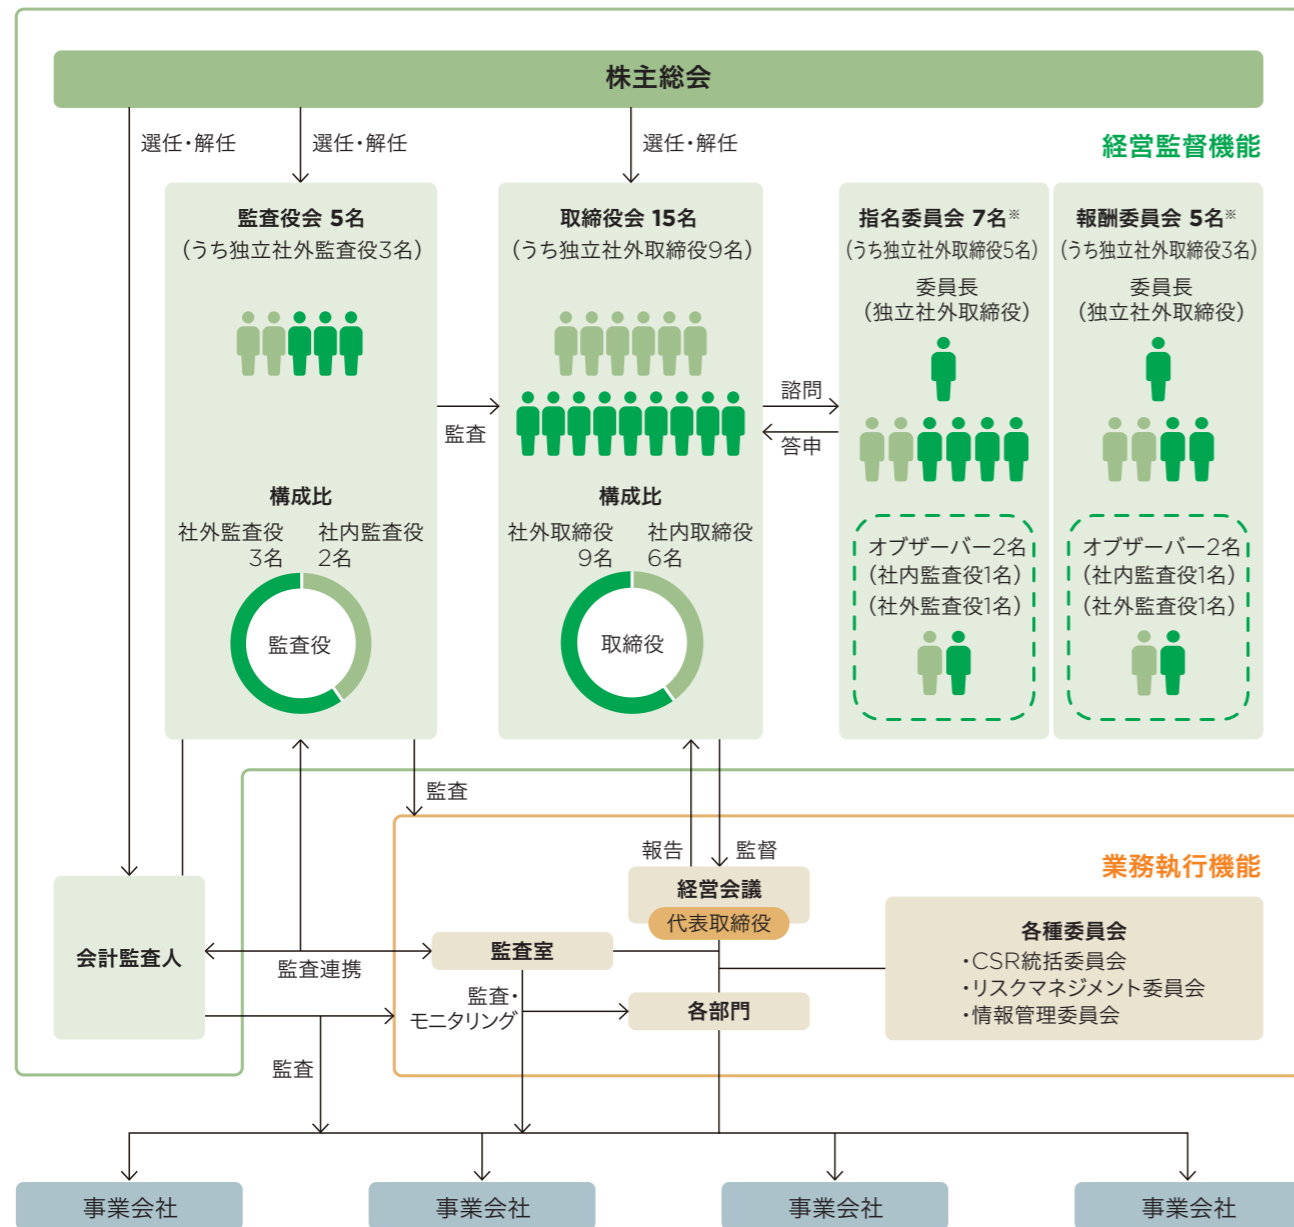 株主総会
選任・解任
選任・解任
選任・解任
経営監督機能
監査役会 5名
(うち独立社外監査役3名)
構成比
社外監査役
3名
社内監査役
2名
監査役
監査
取締役会 15名
(うち独立社外取締役9名)
構成比
社外取締役
9名
社内取締役
6名
取締役
諮問
答申
指名委員会 7名※
(うち独立社外取締役5名)
委員長
(独立社外取締役)
オブザーバー2名
(社内監査役1名)
(社外監査役1名)
報酬委員会 5名※
(うち独立社外取締役3名)
委員長
(独立社外取締役)
オブザーバー2名
(社内監査役1名)
(社外監査役1名)
監査
報告
監督
業務執行機能
経営会議
代表取締役
会計監査人
監査連携
監査室
監査・
モニタリング
各部門
各種委員会
・CSR統括委員会
・リスクマネジメント委員会
・情報管理委員会
監査
事業会社
事業会社
事業会社
事業会社